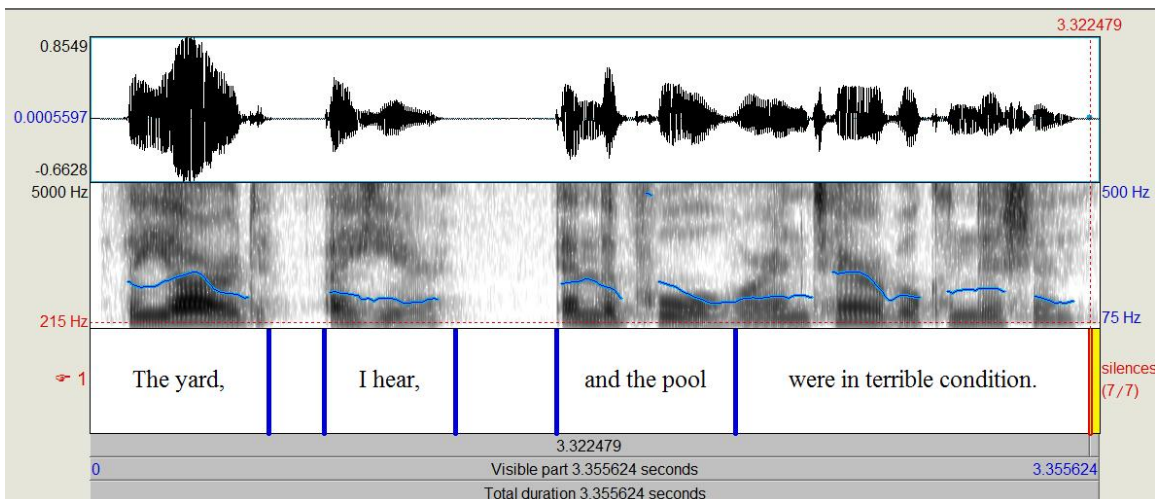 3.322479
0.8549
0.0005597
-0.6628
5000 Hz 500 Hz
215 Hz 75 Hz
☞ 1 The yard, I hear, and the pool were in terrible condition. silences
(7/7)
3.322479
0 Visible part 3.355624 seconds 3.355624
Total duration 3.355624 seconds